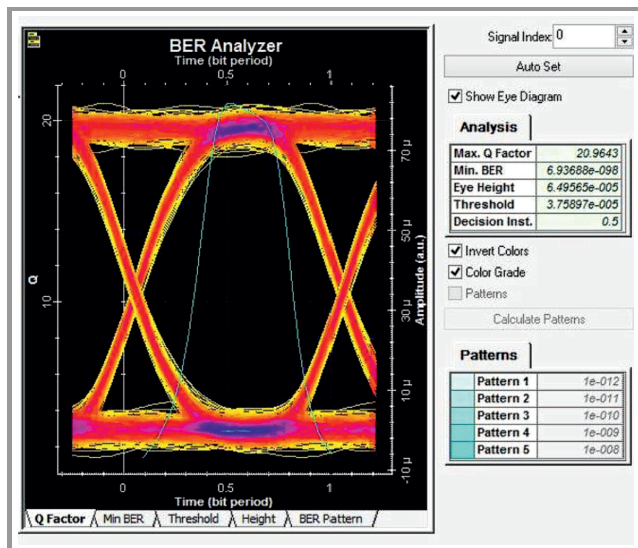 BER Analyzer
Time (bit period)
0 0.5 1
20
10
Q
70 µ
50 µ
30 µ
10 µ
-10 µ
Amplitude (a.u.)
0 0.5 1
Time (bit period)
Q Factor Min BER Threshold Height BER Pattern
Signal Index: 0
Auto Set
Show Eye Diagram
Analysis
Max. Q Factor 20.9643
Min. BER 6.93688e-098
Eye Height 6.49565e-005
Threshold 3.75897e-005
Decision Inst. 0.5
Invert Colors
Color Grade
Patterns
Calculate Patterns
Patterns
Pattern 1 1e-012
Pattern 2 1e-011
Pattern 3 1e-010
Pattern 4 1e-009
Pattern 5 1e-008